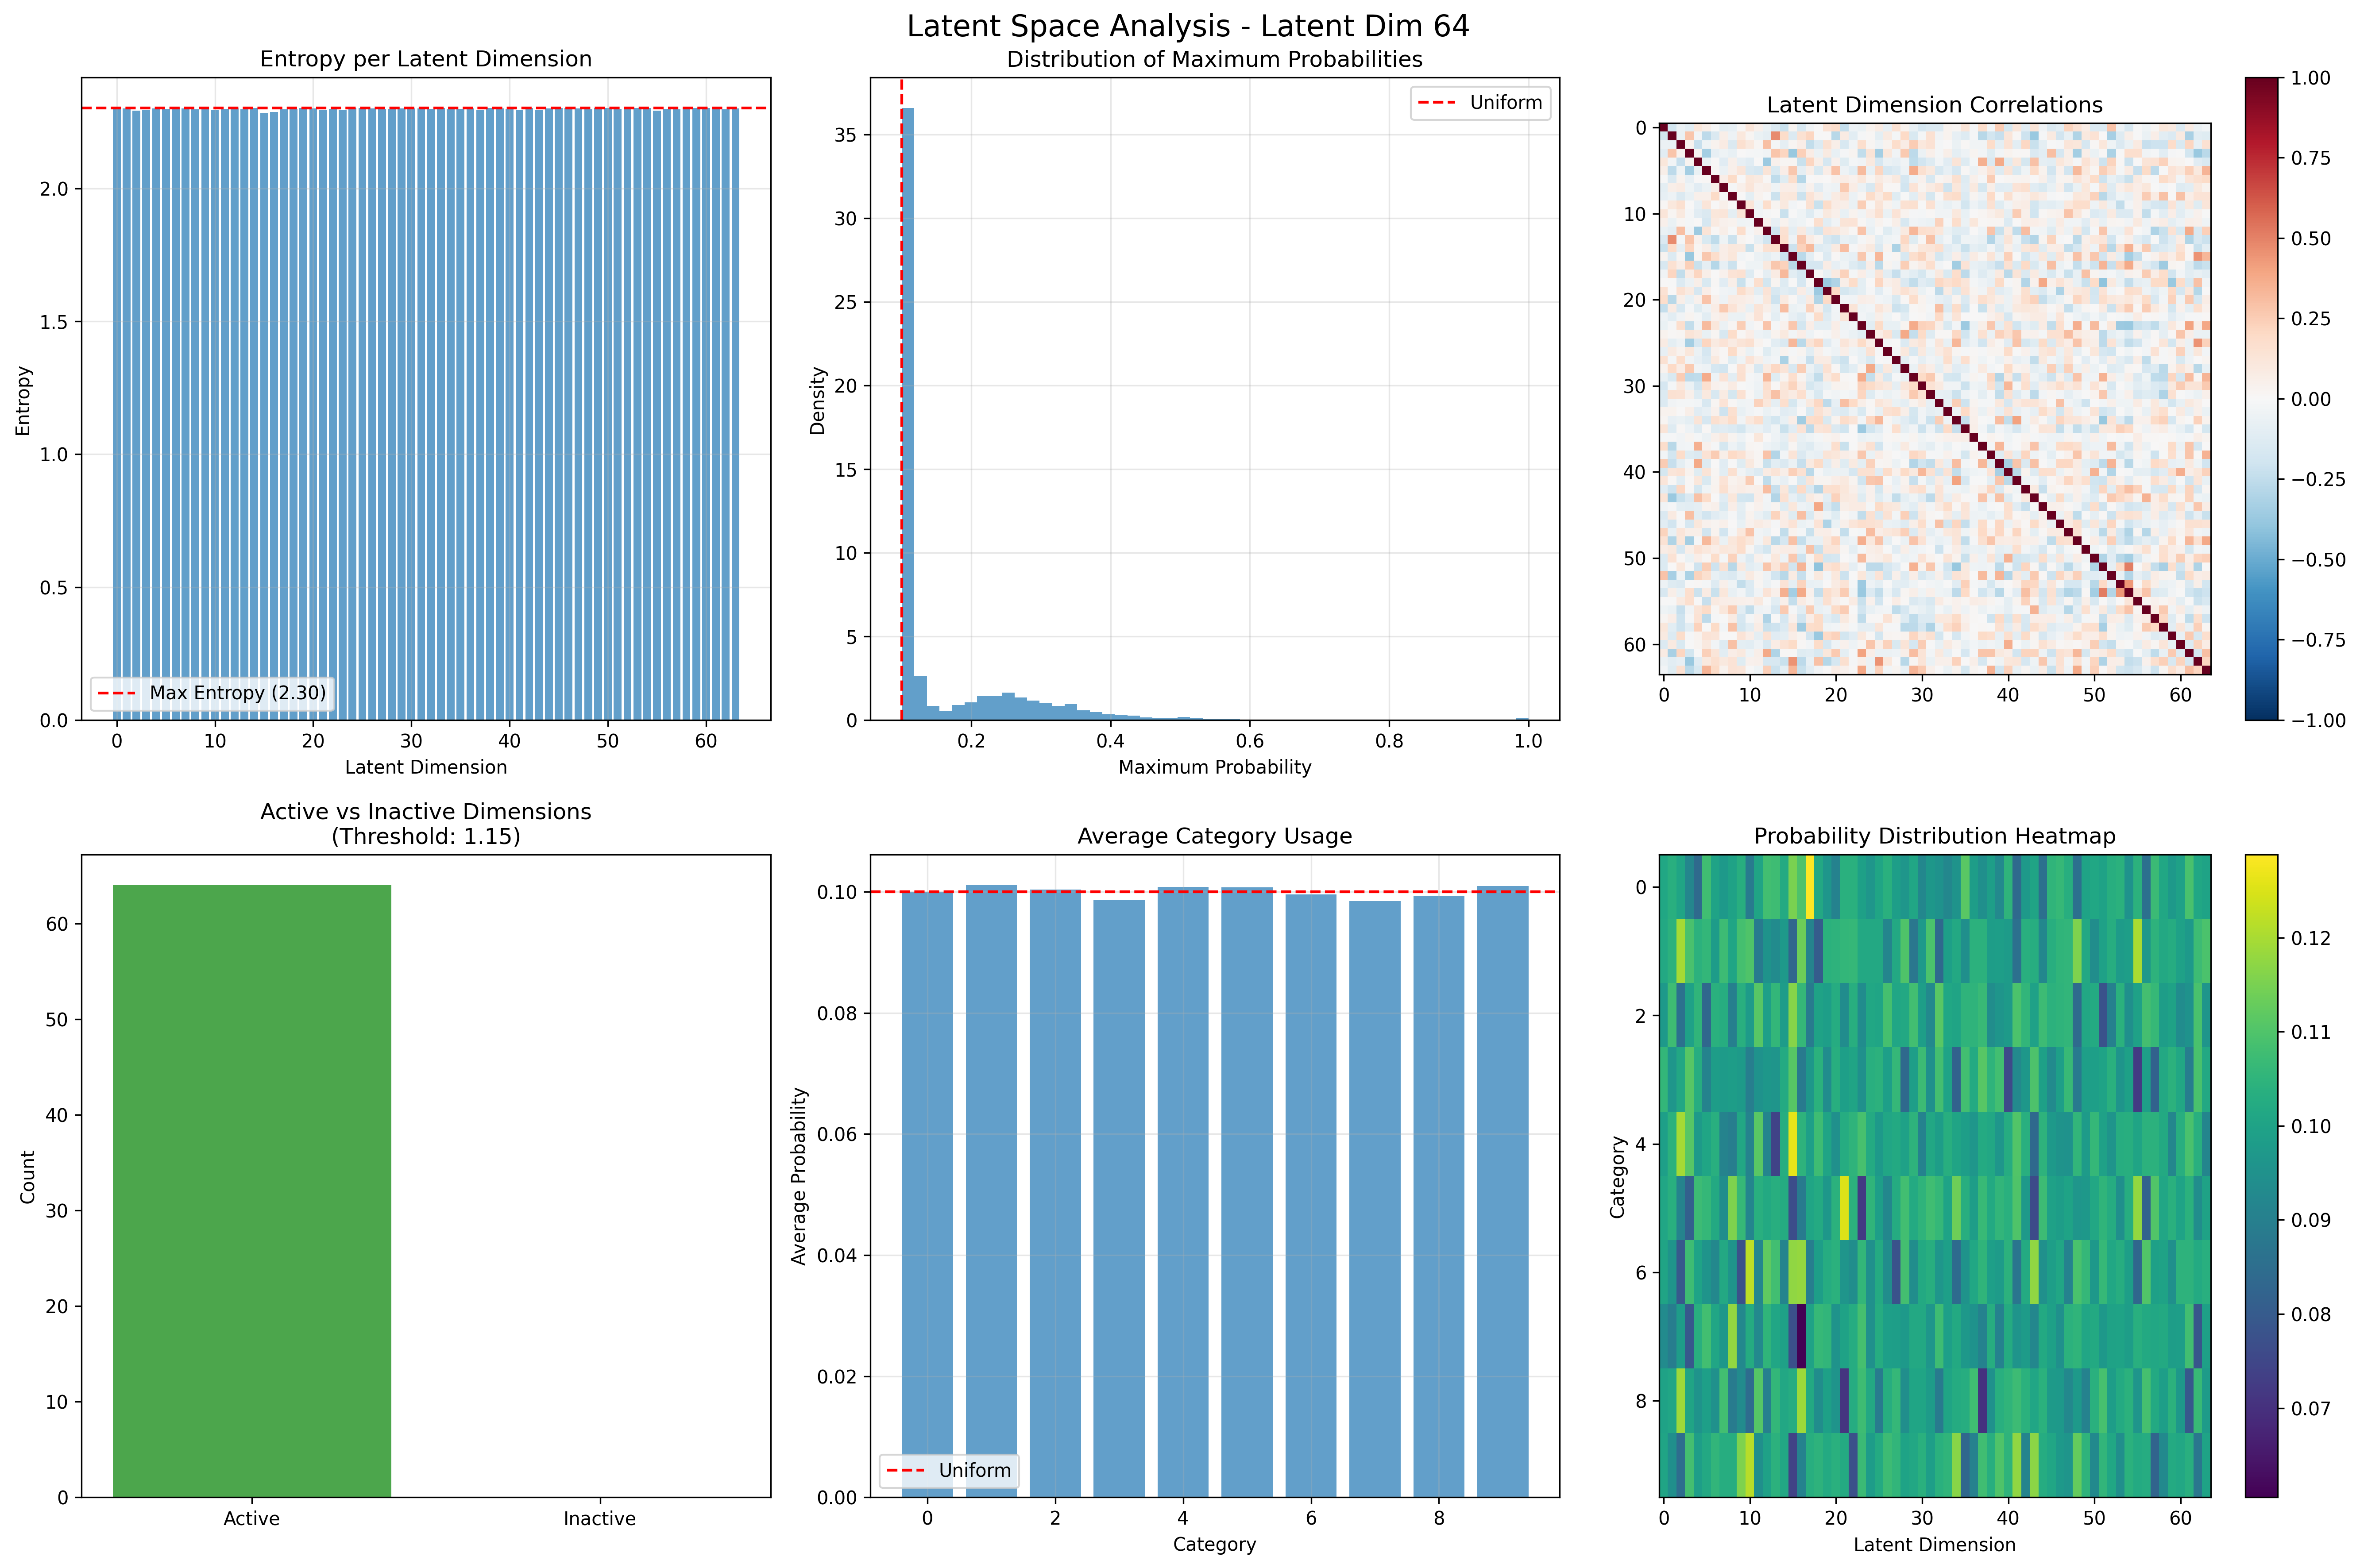 Latent Space Analysis - Latent Dim 64
Entropy per Latent Dimension
Entropy
2.0
1.5
1.0
0.5
0.0
Max Entropy (2.30)
0 10 20 30 40 50 60
Latent Dimension
Distribution of Maximum Probabilities
Density
35
30
25
20
15
10
5
0
Uniform
0.2 0.4 0.6 0.8 1.0
Maximum Probability
Latent Dimension Correlations
0
10
20
30
40
50
60
0 10 20 30 40 50 60
1.00
0.75
0.50
0.25
0.00
−0.25
−0.50
−0.75
−1.00
Active vs Inactive Dimensions
(Threshold: 1.15)
Count
60
50
40
30
20
10
0
Active Inactive
Average Category Usage
Average Probability
0.10
0.08
0.06
0.04
0.02
0.00
Uniform
0 2 4 6 8
Category
Probability Distribution Heatmap
Category
0
2
4
6
8
0 10 20 30 40 50 60
Latent Dimension
0.12
0.11
0.10
0.09
0.08
0.07